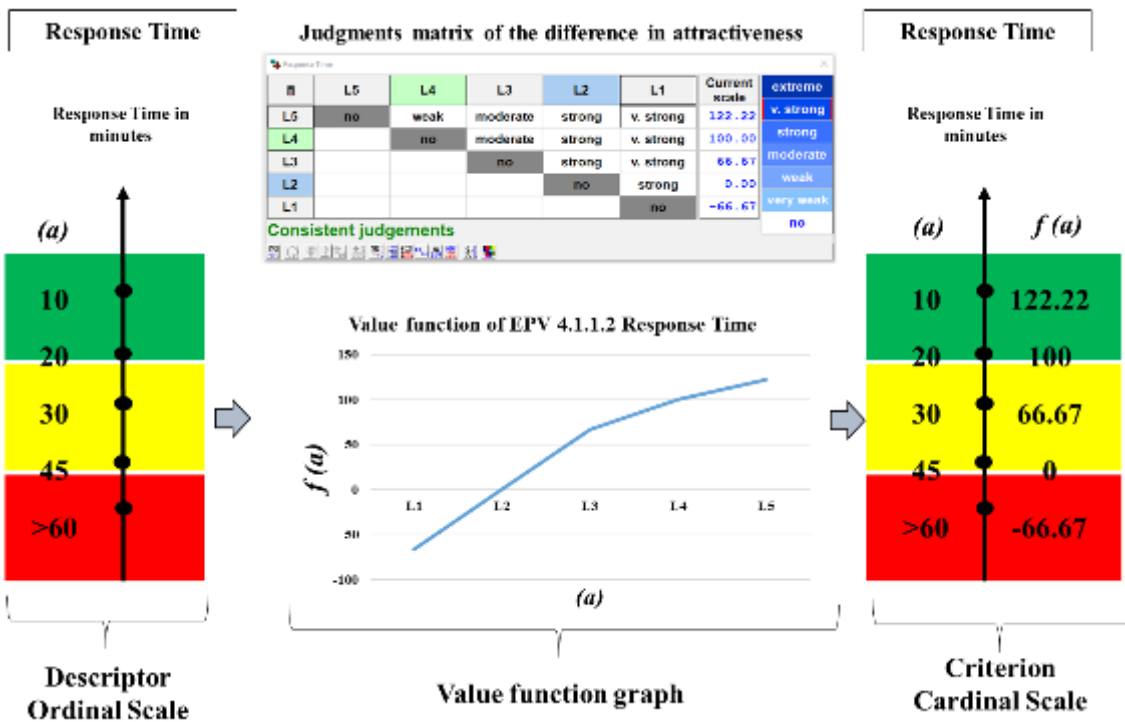 Response Time
Response Time in
minutes
(a)
10
20
30
45
>60
Descriptor
Ordinal Scale
Judgments matrix of the difference in attractiveness
Response Time
L5 L4 L3 L2 L1 Current
scale
L5 no weak moderate strong v. strong 122.22
L4 no moderate strong v. strong 100.00
L3 no strong v. strong 66.67
L2 no strong 0.00
L1 no -66.67
extreme
v. strong
strong
moderate
weak
very weak
no
Consistent judgements
Value function of EPV 4.1.1.2 Response Time
f (a)
150
100
50
0
50
-100
L1 L2 L3 L4 L5
(a)
Value function graph
Response Time
Response Time in
minutes
(a) f (a)
10 122.22
20 100
30 66.67
45 0
>60 -66.67
Criterion
Cardinal Scale